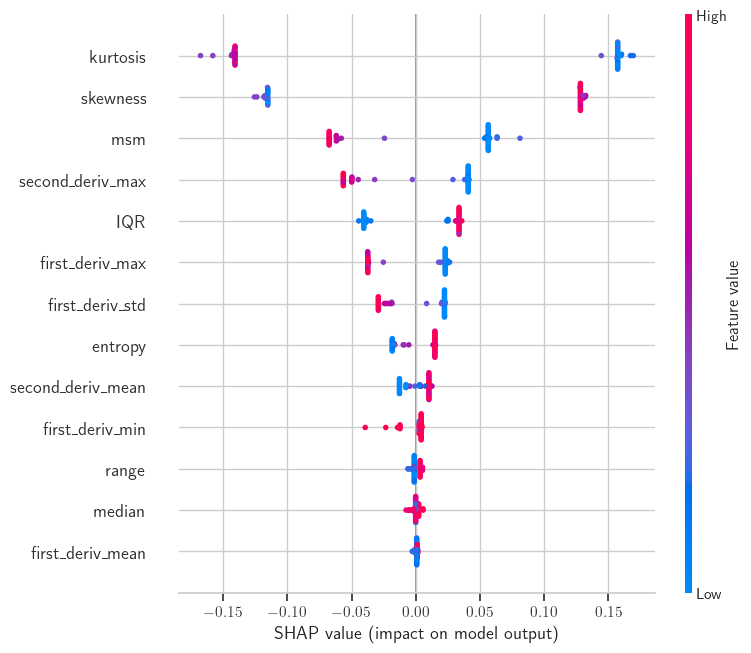 High
kurtosis
skewness
msm
second_deriv_max
IQR
first_deriv_max
first_deriv_std
entropy
second_deriv_mean
first_deriv_min
range
median
first_deriv_mean
Feature value
Low
−0.15 −0.10 −0.05 0.00 0.05 0.10 0.15
SHAP value (impact on model output)